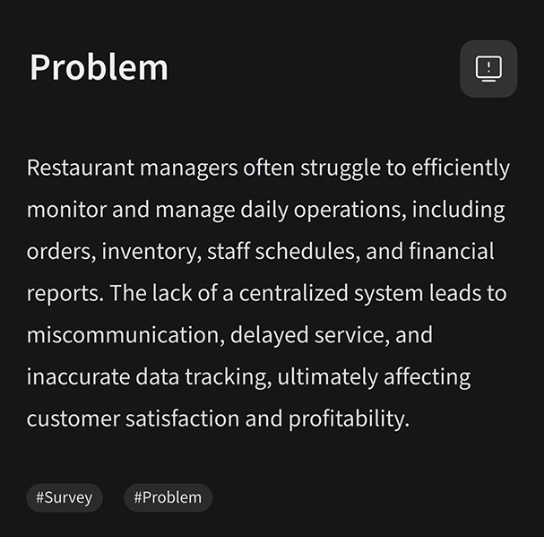 Problem
Restaurant managers often struggle to efficiently
monitor and manage daily operations, including
orders, inventory, staff schedules, and financial
reports. The lack of a centralized system leads to
miscommunication, delayed service, and
inaccurate data tracking, ultimately affecting
customer satisfaction and profitability.
#Survey #Problem